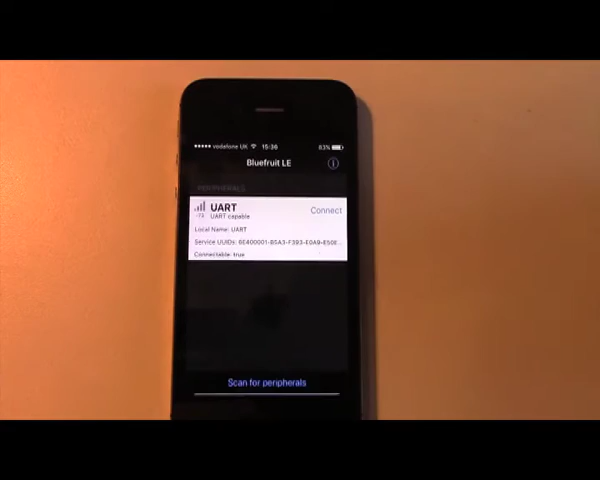 vodafone UK 15:36 83%
Bluefruit LE
PERIPHERALS
UART Connect
-73 UART capable
Local Name: UART
Service UUIDs: 6E400001-B5A3-F393-E0A9-E50E...
Connectable: true
Scan for peripherals